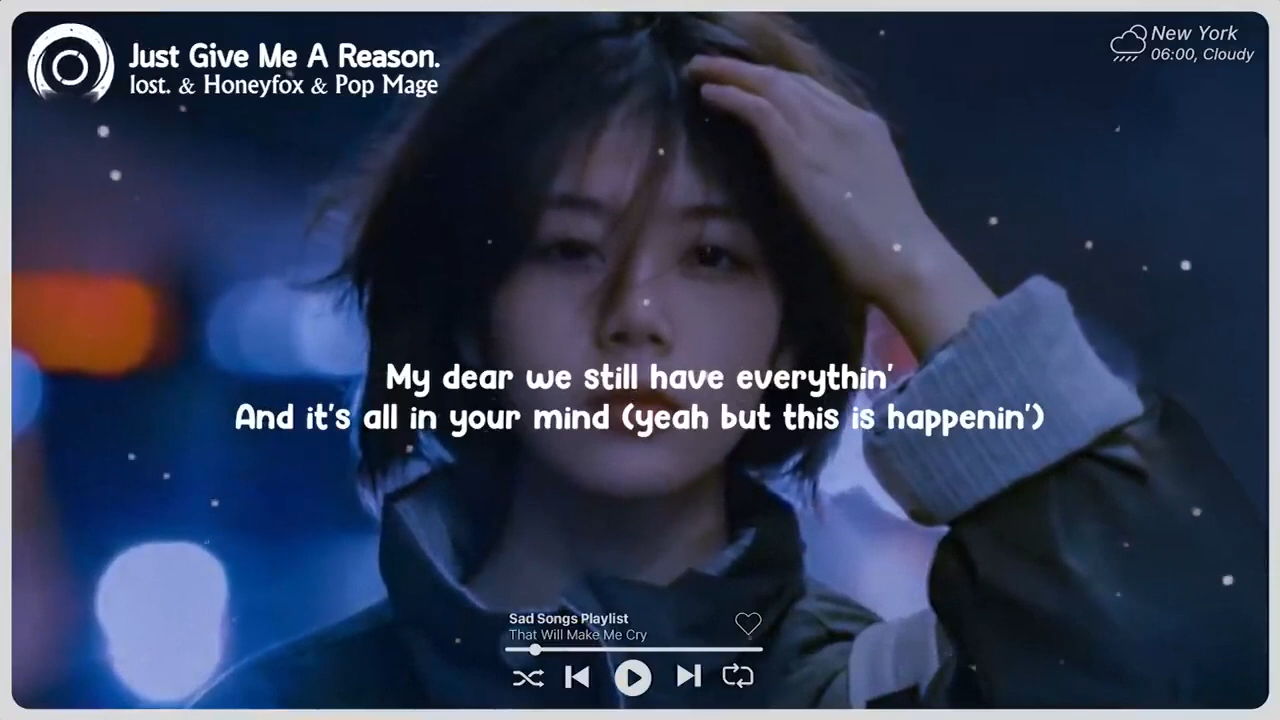 Just Give Me A Reason.
lost. & Honeyfox & Pop Mage
New York
06:00, Cloudy
My dear we still have everythin'
And it's all in your mind (yeah but this is happenin')
Sad Songs Playlist
That Will Make Me Cry